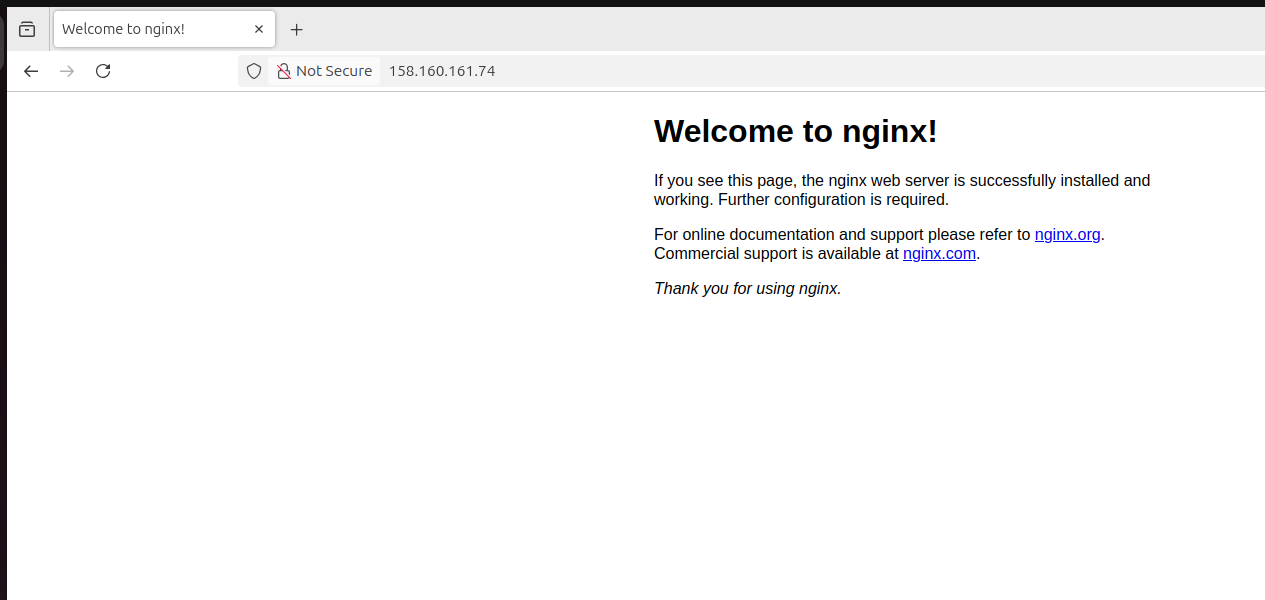 Welcome to nginx!
Not Secure 158.160.161.74
Welcome to nginx!
If you see this page, the nginx web server is successfully installed and
working. Further configuration is required.
For online documentation and support please refer to nginx.org.
Commercial support is available at nginx.com.
Thank you for using nginx.